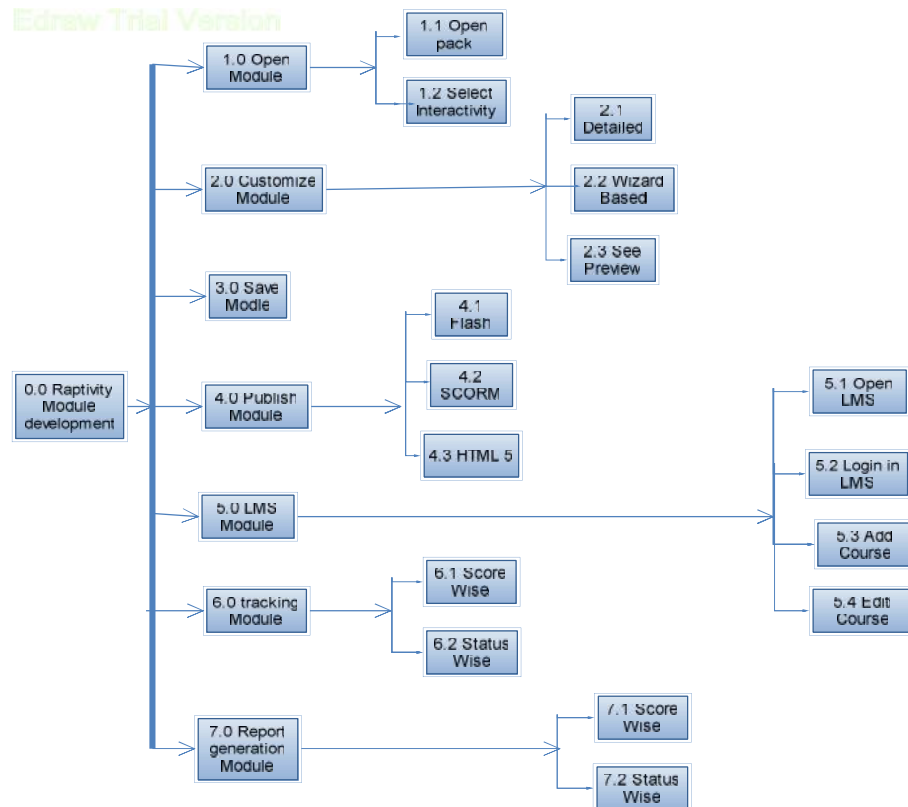 Edraw Trial Version
1.0 Open
Module
1.1 Open
pack
1.2 Select
Interactivity
2.0 Customize
Module
2.1
Detailed
2.2 Wizard
Based
2.3 See
Preview
3.0 Save
Modle
0.0 Raptivity
Module
development
4.0 Publish
Module
4.1
Flash
4.2
SCORM
4.3 HTML 5
5.0 LMS
Module
5.1 Open
LMS
5.2 Login in
LMS
5.3 Add
Course
5.4 Edit
Course
6.0 tracking
Module
6.1 Score
Wise
6.2 Status
Wise
7.0 Report
generation
Module
7.1 Score
Wise
7.2 Status
Wise